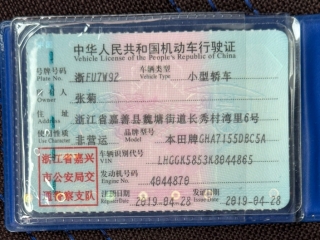 中华人民共和国机动车行驶证
Vehicle License of the People's Republic of China
号牌号码 浙FU7W92 车辆类型 小型轿车
Plate No. Vehicle Type
所有人 张菊
Owner
住址 浙江省嘉善县魏塘街道长秀村湾里6号
Address
使用性质 非营运 品牌型号 本田牌GHA7155DBC5A
Use Character Model
浙江省嘉兴 车辆识别代号 LHGGK5853K8044865
VIN
市公安局交 发动机号码 4044870
Engine No.
通警察支队 注册日期 2019-04-28 发证日期 2019-04-28
Register Date Issue Date